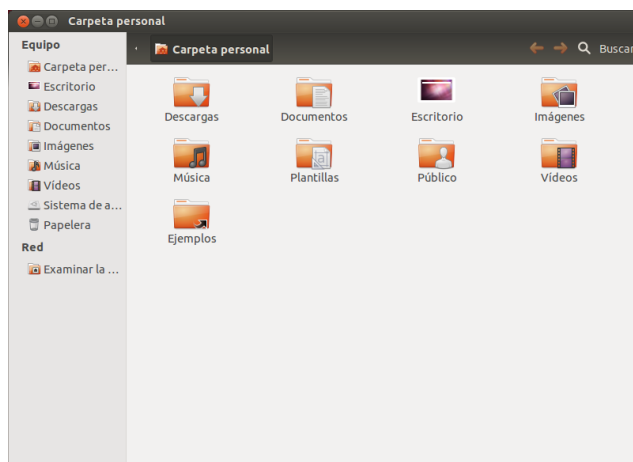 Carpeta personal
Equipo
Carpeta per...
Escritorio
Descargas
Documentos
Imágenes
Música
Vídeos
Sistema de a...
Papelera
Red
Examinar la ...
Carpeta personal
Buscar
Descargas
Documentos
Escritorio
Imágenes
Música
Plantillas
Público
Vídeos
Ejemplos